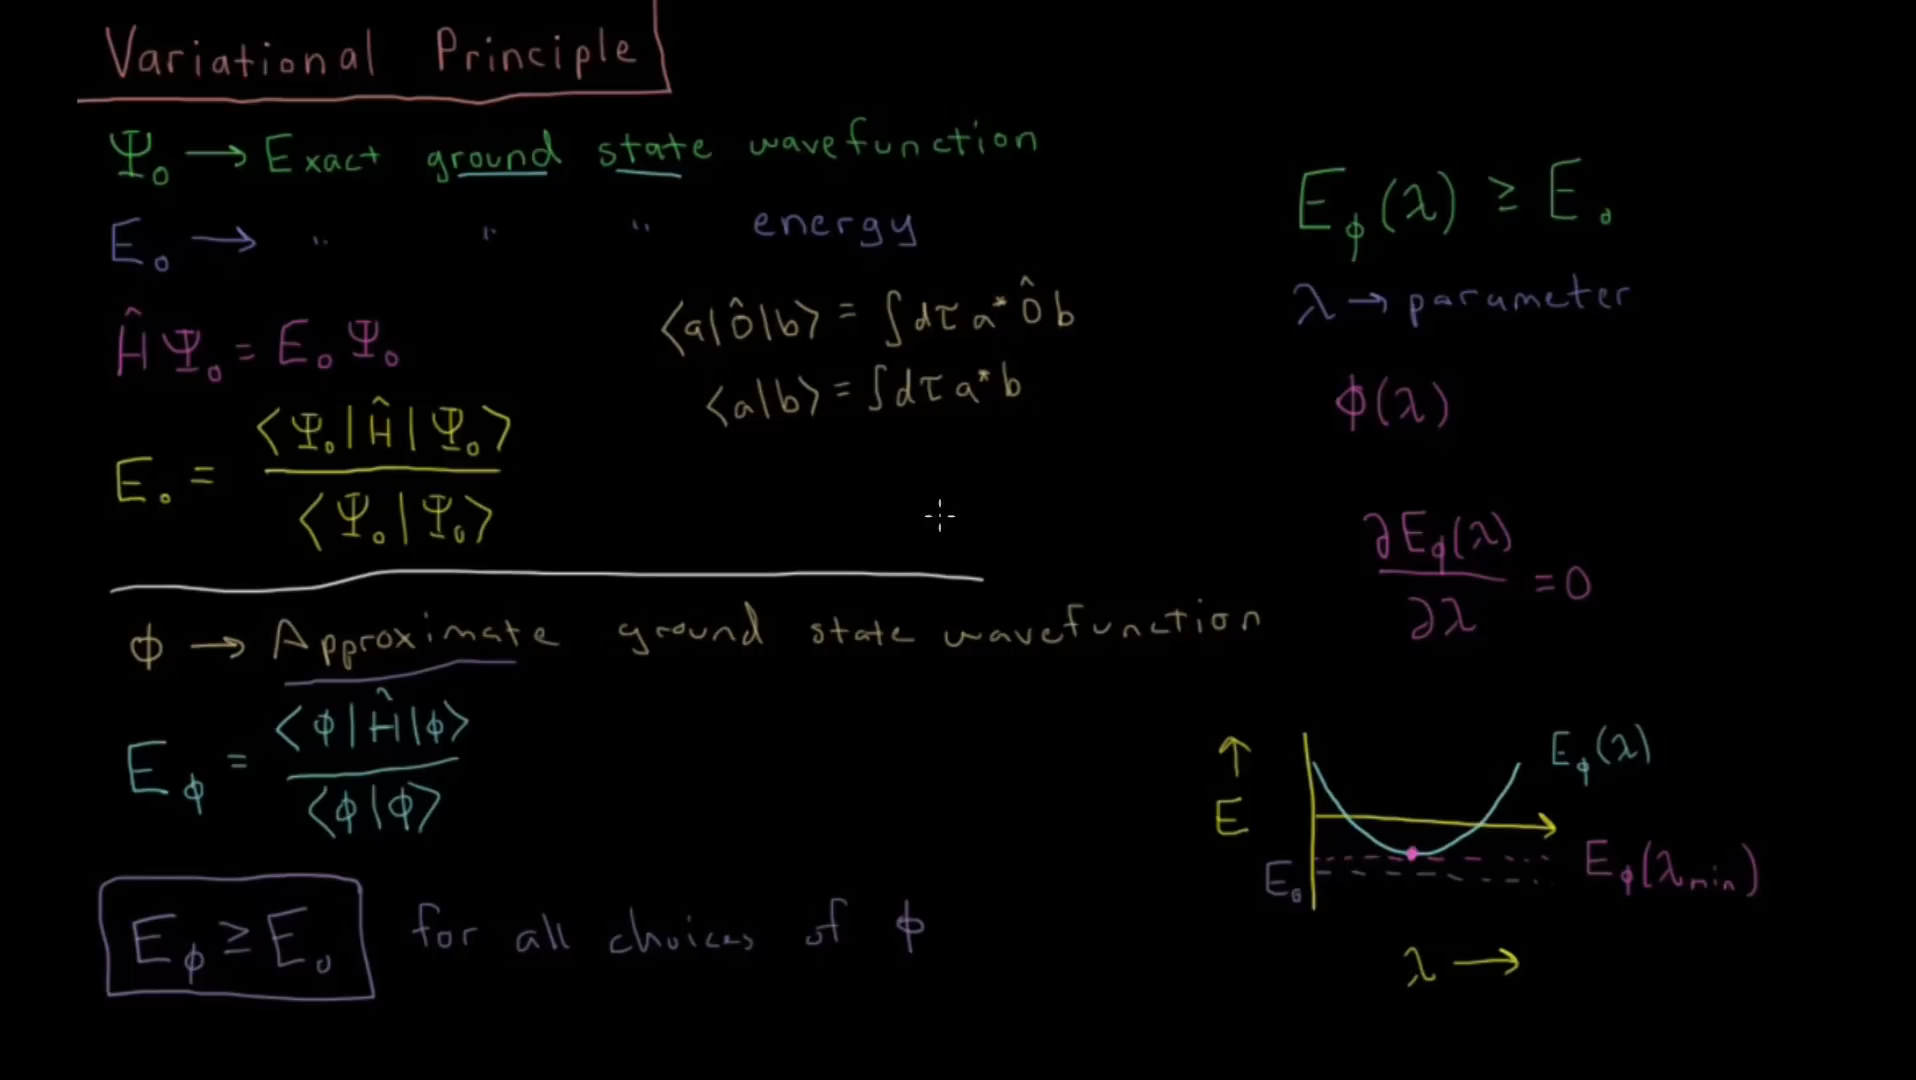 Variational Principle
Ψ₀ → Exact ground state wavefunction
E₀ → " " " energy
ĤΨ₀ = E₀Ψ₀
⟨a|Ô|b⟩ = ∫dτ a* Ô b
⟨a|b⟩ = ∫dτ a* b
E₀ = ⟨Ψ₀|Ĥ|Ψ₀⟩ / ⟨Ψ₀|Ψ₀⟩
ϕ → Approximate ground state wavefunction
E_ϕ = ⟨ϕ|Ĥ|ϕ⟩ / ⟨ϕ|ϕ⟩
E_ϕ ≥ E₀ for all choices of ϕ
E_ϕ(λ) ≥ E₀
λ → parameter
ϕ(λ)
∂E_ϕ(λ) / ∂λ = 0
↑
E
E_ϕ(λ)
E₀
E_ϕ(λ_min)
λ →